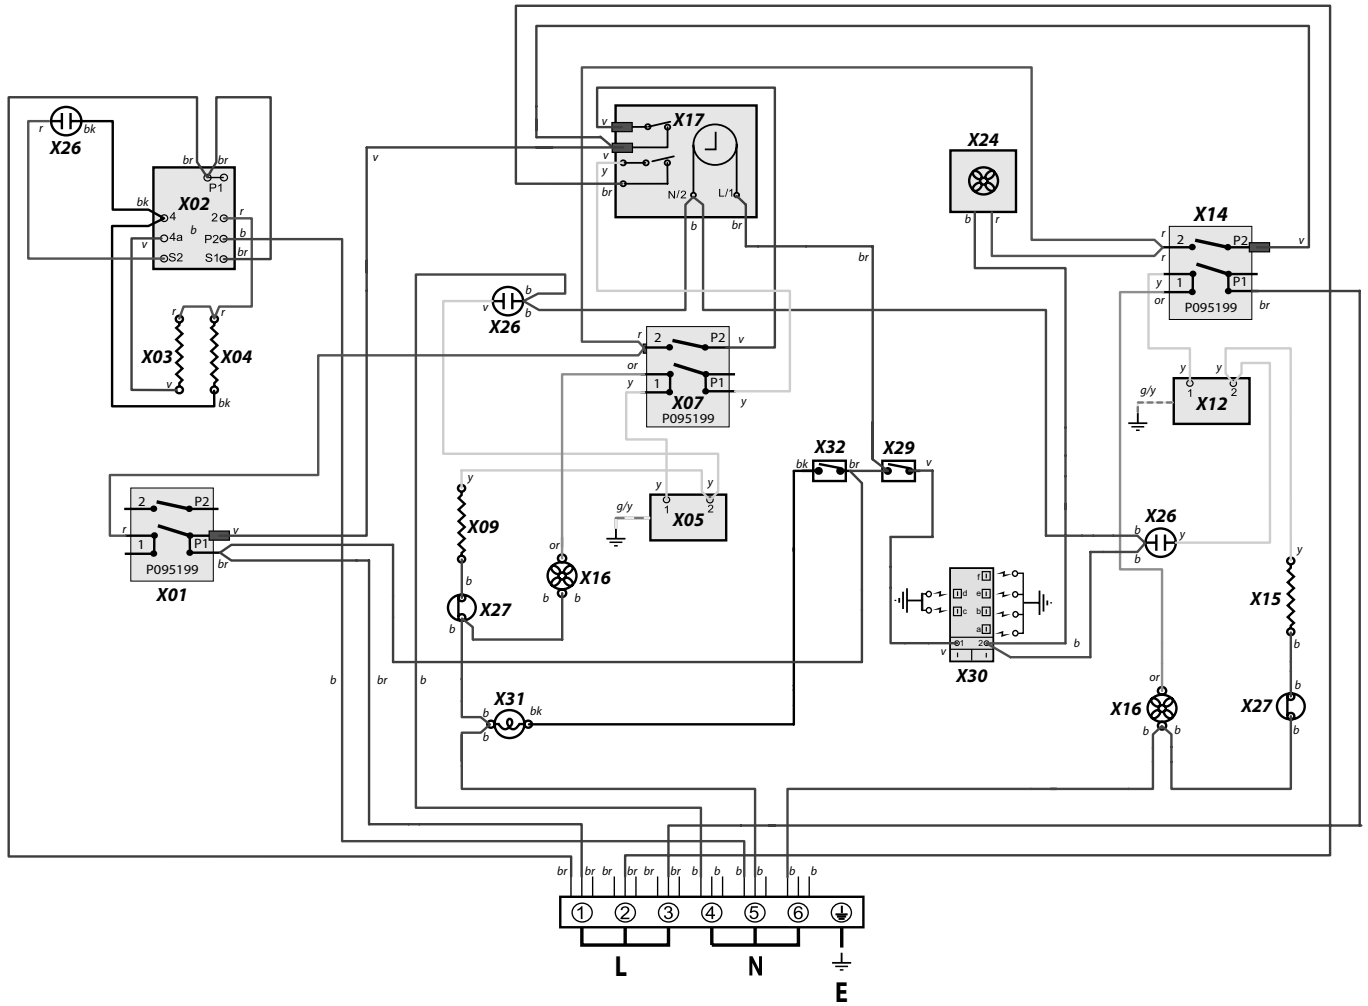 r
X26
bk
br
br
P1
X02
bk
4
2
r
b
v
4a
P2
b
S2
S1
br
r
r
X03
X04
v
bk
v
v
X17
v
y
br
N/2
L/1
b
br
br
X24
b
r
X14
r
2
P2
v
r
y
1
P1
or
P095199
br
v
X26
b
b
r
2
P2
v
or
y
1
P1
X07
P095199
y
y
y
g/y
1
X12
2
X32
X29
bk
br
v
y
y
y
g/y
1
X05
2
X09
b
X26
y
b
2
P2
r
v
1
P1
br
P095199
X01
or
X16
b
b
b
X27
b
f
d
e
c
b
a
1
2
v
b
X30
y
X15
b
b
X27
b
or
X16
b
b
b
br
b
b
X31
bk
b
br
br
br
br
br
br
b
b
b
b
b
b
1
2
3
4
5
6
L
N
E